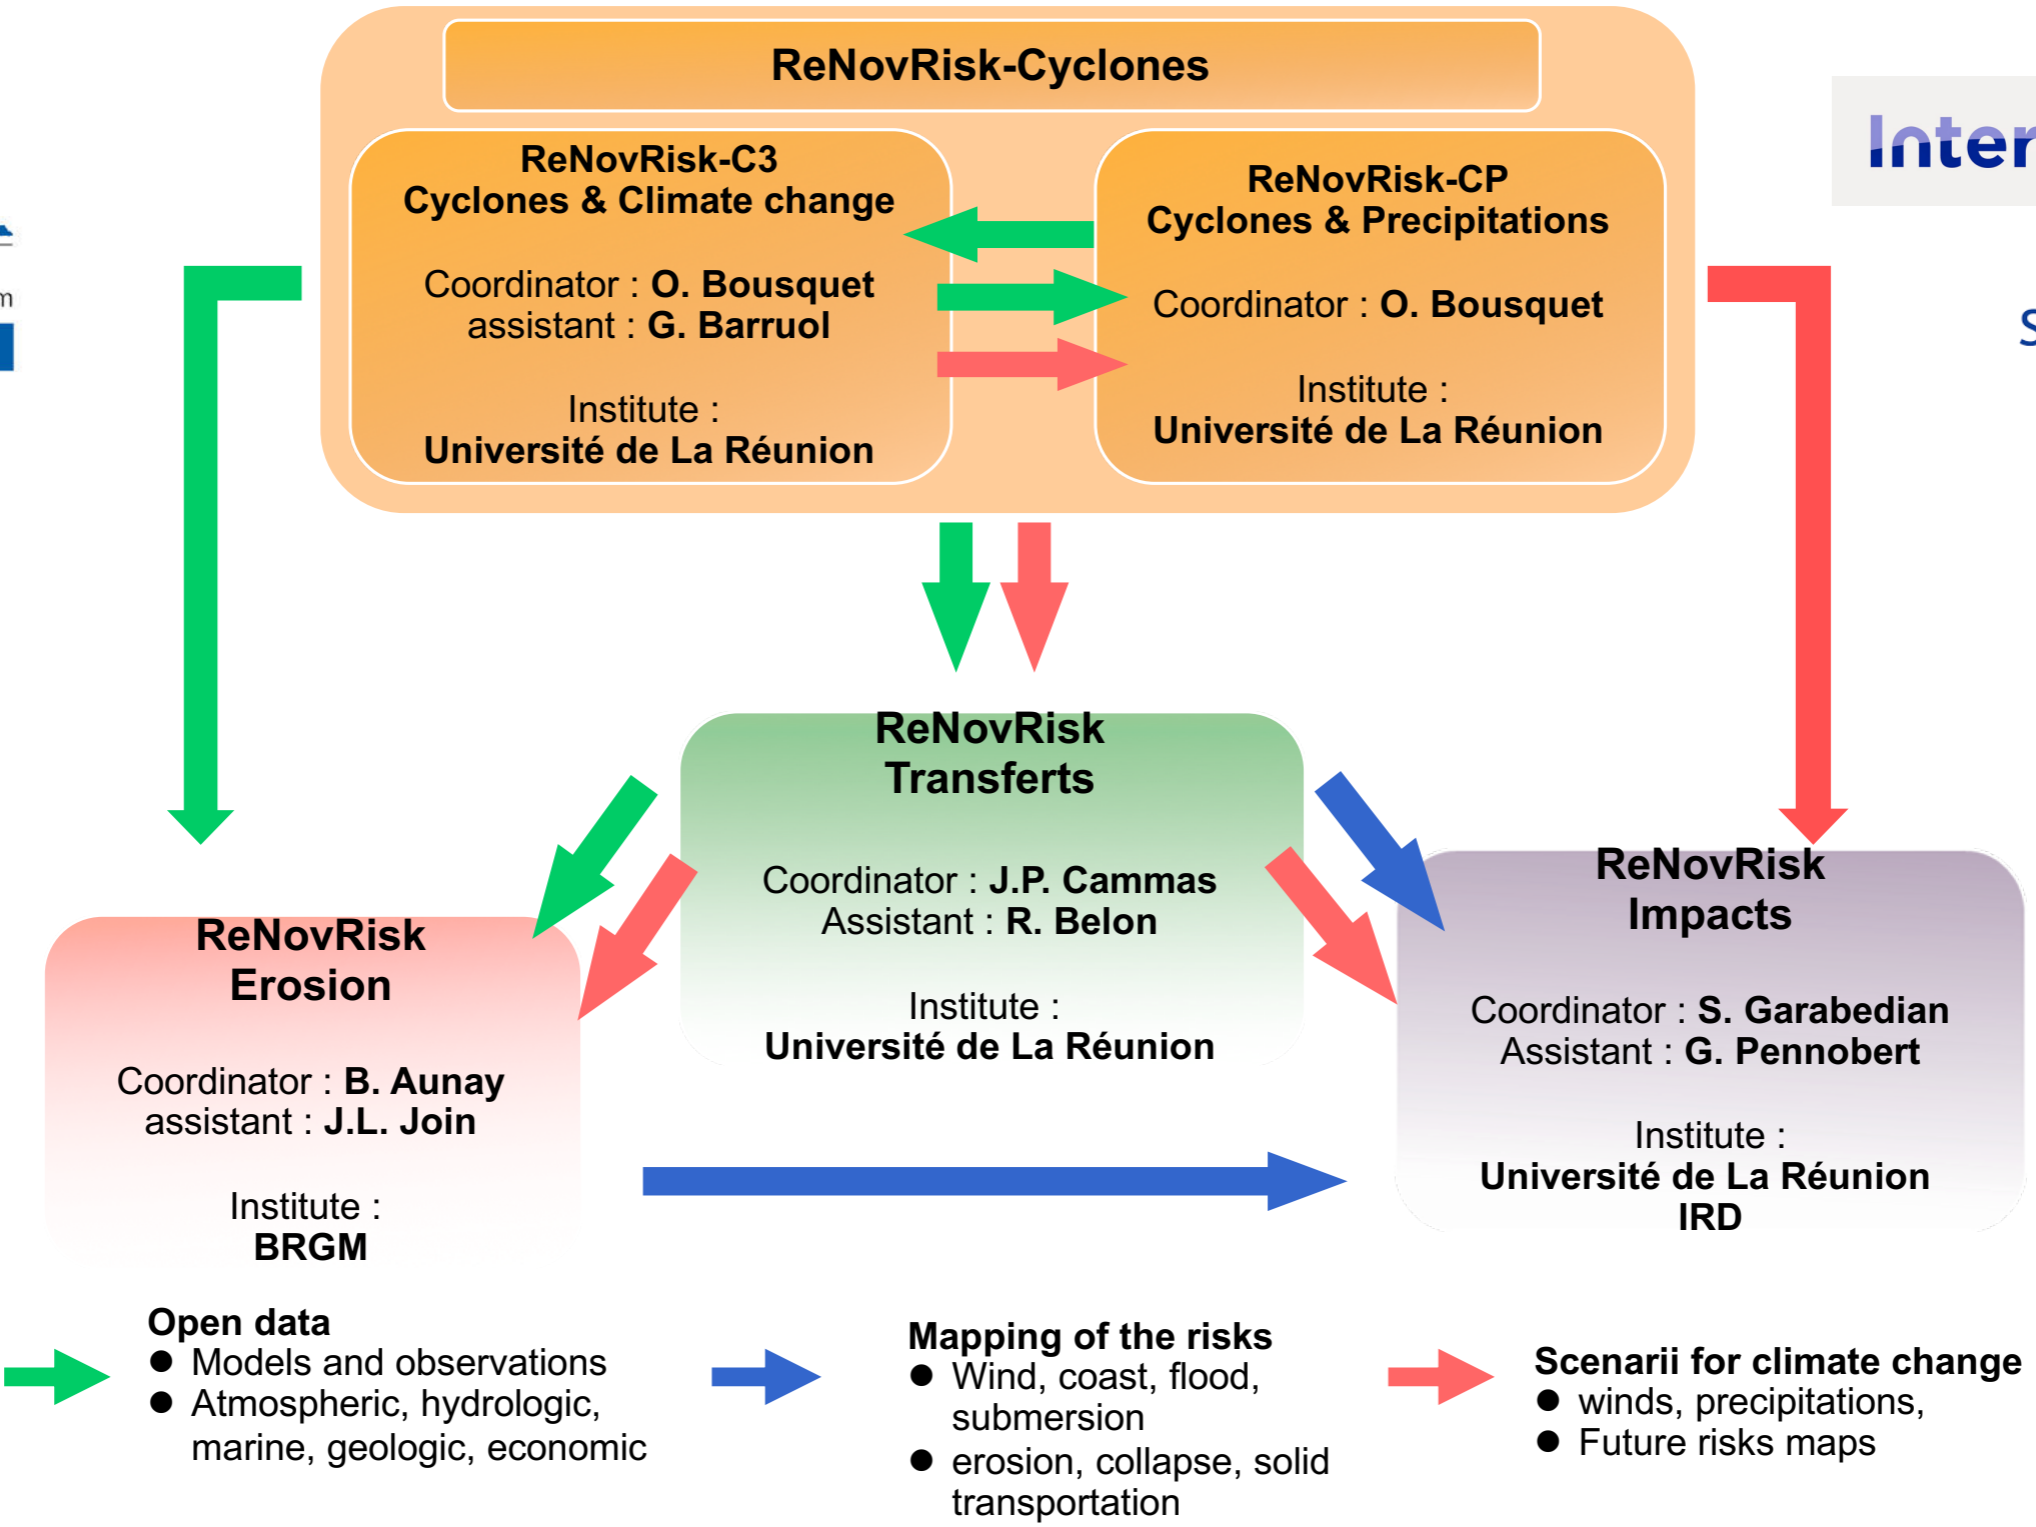 ReNovRisk-Cyclones
ReNovRisk-C3
Cyclones & Climate change
Coordinator : O. Bousquet
assistant : G. Barruol
Institute :
Université de La Réunion
ReNovRisk-CP
Cyclones & Precipitations
Coordinator : O. Bousquet
Institute :
Université de La Réunion
Inter
m
S
ReNovRisk
Transferts
Coordinator : J.P. Cammas
Assistant : R. Belon
Institute :
Université de La Réunion
ReNovRisk
Erosion
Coordinator : B. Aunay
assistant : J.L. Join
Institute :
BRGM
ReNovRisk
Impacts
Coordinator : S. Garabedian
Assistant : G. Pennobert
Institute :
Université de La Réunion
IRD
Open data
● Models and observations
● Atmospheric, hydrologic,
marine, geologic, economic
Mapping of the risks
● Wind, coast, flood,
submersion
● erosion, collapse, solid
transportation
Scenarii for climate change
● winds, precipitations,
● Future risks maps